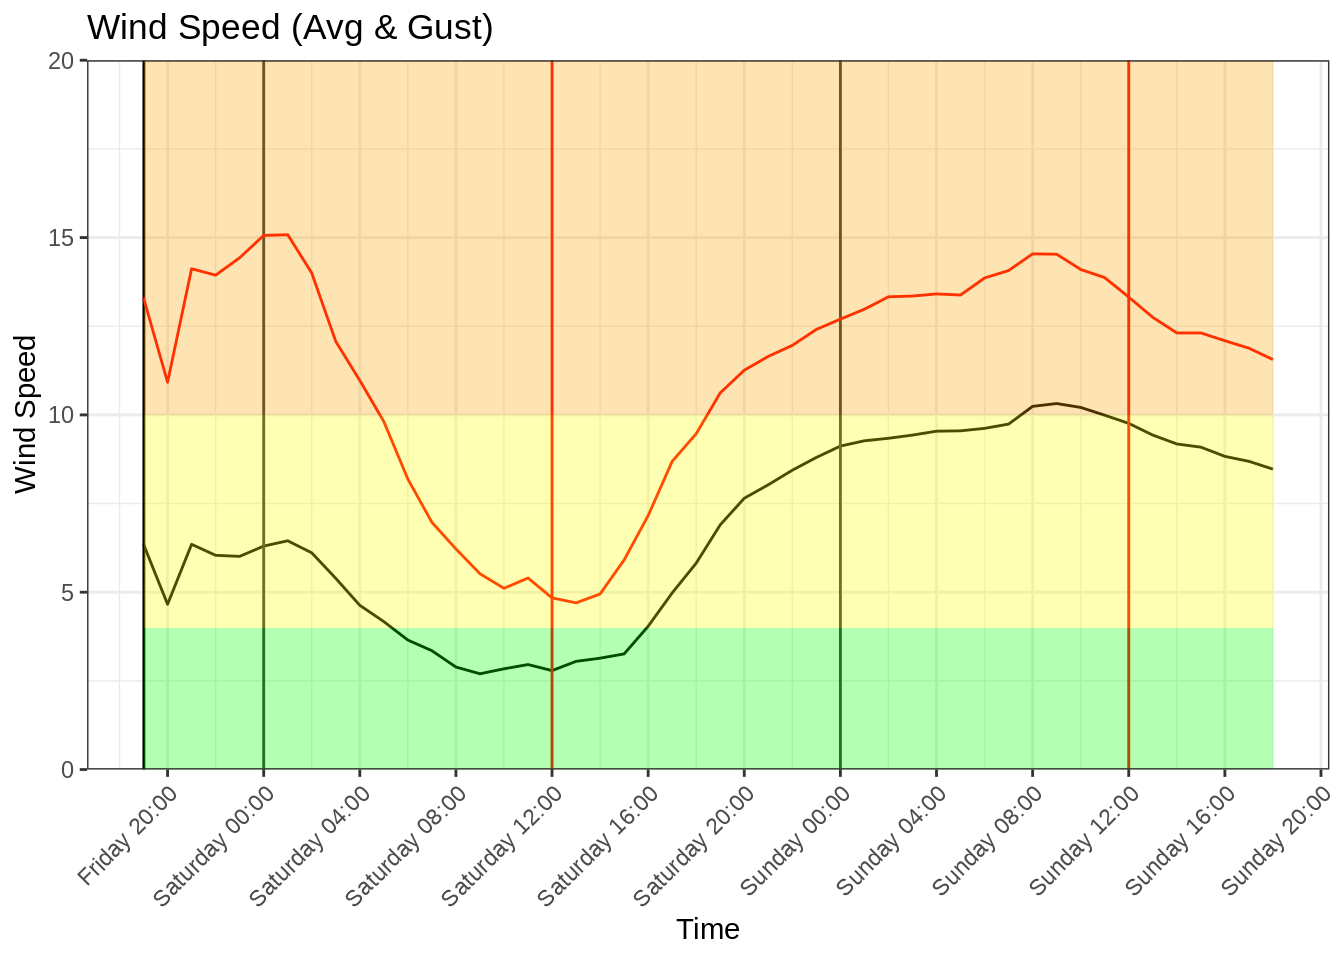 Wind Speed (Avg & Gust)
20
15
10
5
0
Wind Speed
Friday 20:00
Saturday 00:00
Saturday 04:00
Saturday 08:00
Saturday 12:00
Saturday 16:00
Saturday 20:00
Sunday 00:00
Sunday 04:00
Sunday 08:00
Sunday 12:00
Sunday 16:00
Sunday 20:00
Time